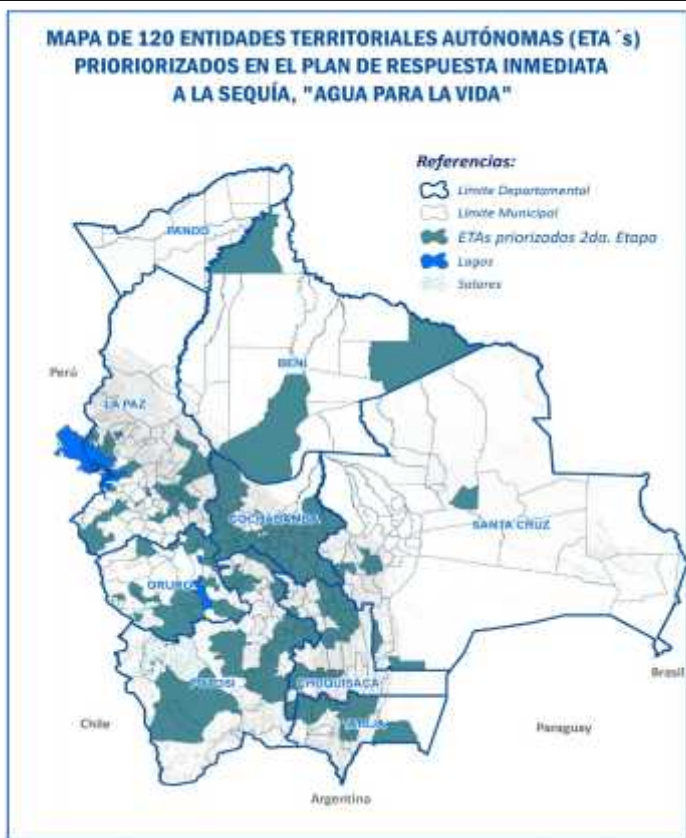 MAPA DE 120 ENTIDADES TERRITORIALES AUTÓNOMAS (ETA´s)
PRIORIORIZADOS EN EL PLAN DE RESPUESTA INMEDIATA
A LA SEQUÍA, "AGUA PARA LA VIDA"
Referencias:
Límite Departamental
Límite Municipal
ETAs priorizados 2da. Etapa
Lagos
Salares
PANDO
Perú
BENI
LA PAZ
COCHABAMBA
SANTA CRUZ
ORURO
POTOSI
CHUQUISACA
Brasil
TARIJA
Chile
Paraguay
Argentina